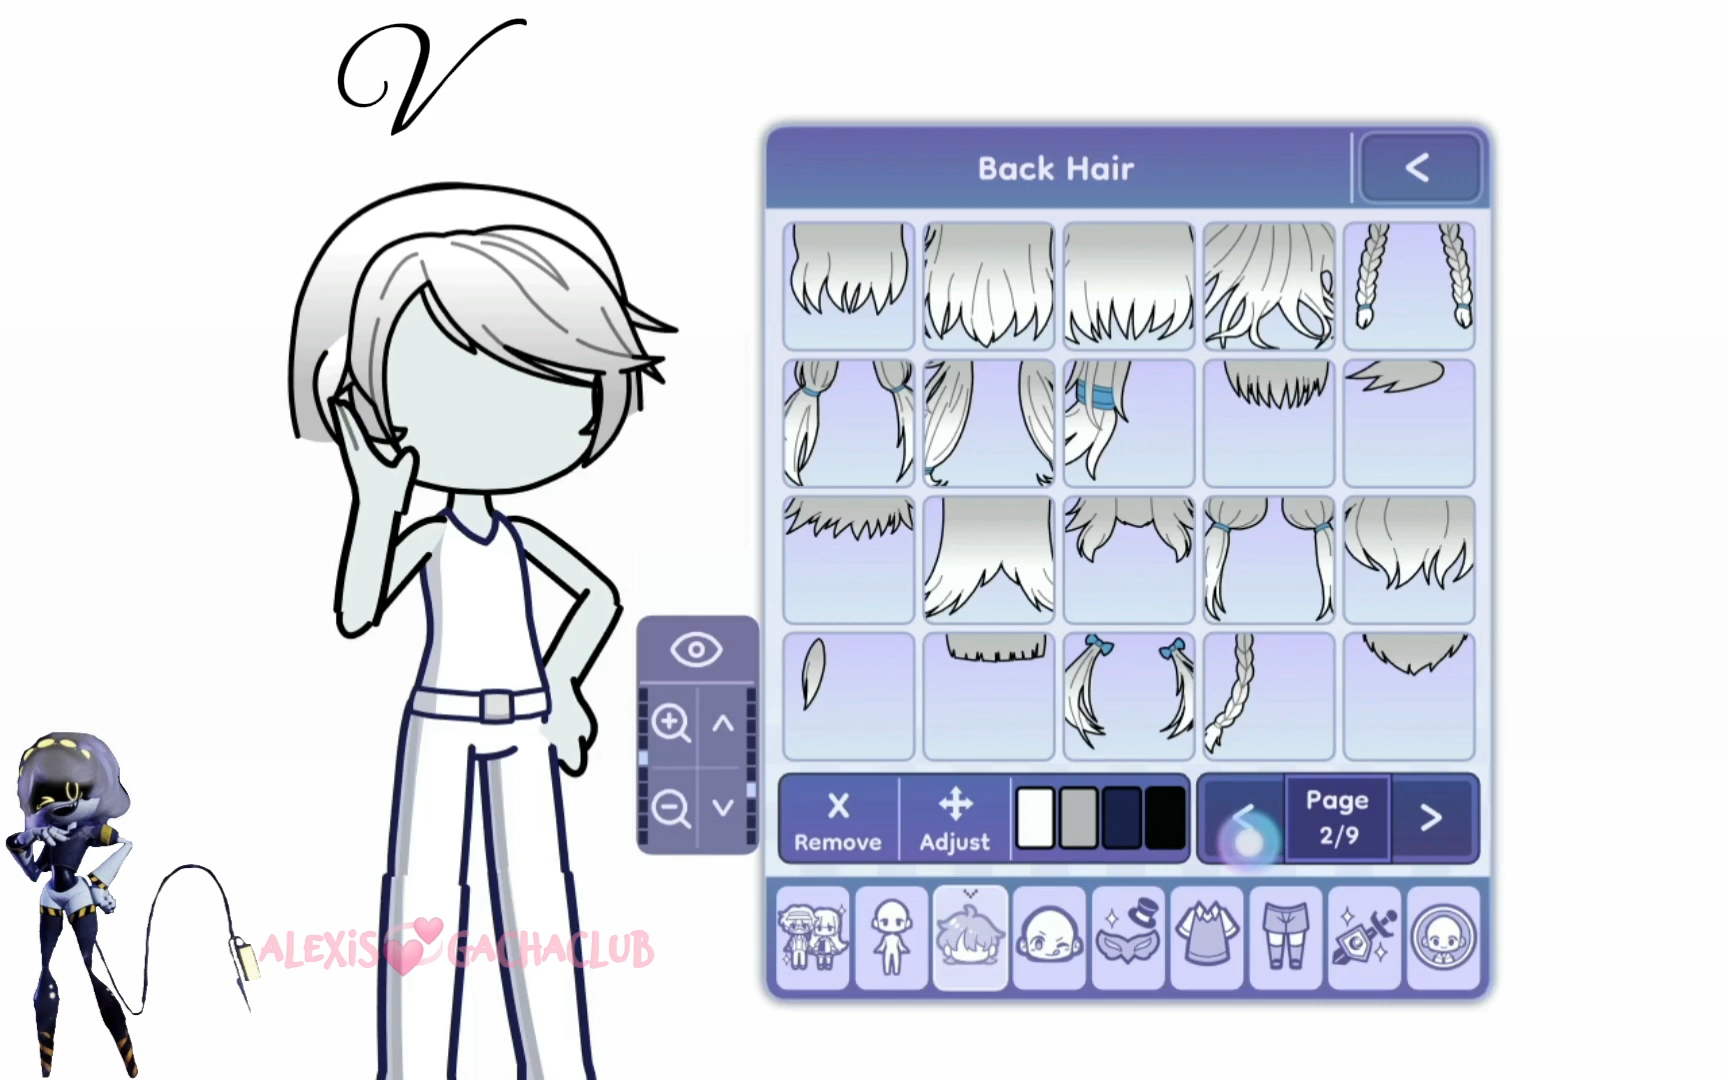 V
Back Hair
Remove
Adjust
Page
2/9
ALEXiS GACHACLUB